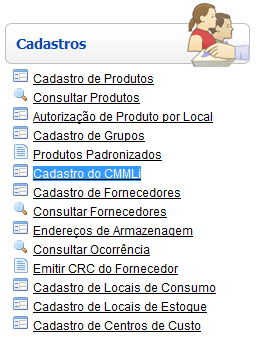 Cadastros
Cadastro de Produtos
Consultar Produtos
Autorização de Produto por Local
Cadastro de Grupos
Produtos Padronizados
Cadastro do CMMLi
Cadastro de Fornecedores
Consultar Fornecedores
Endereços de Armazenagem
Consultar Ocorrência
Emitir CRC do Fornecedor
Cadastro de Locais de Consumo
Cadastro de Locais de Estoque
Cadastro de Centros de Custo